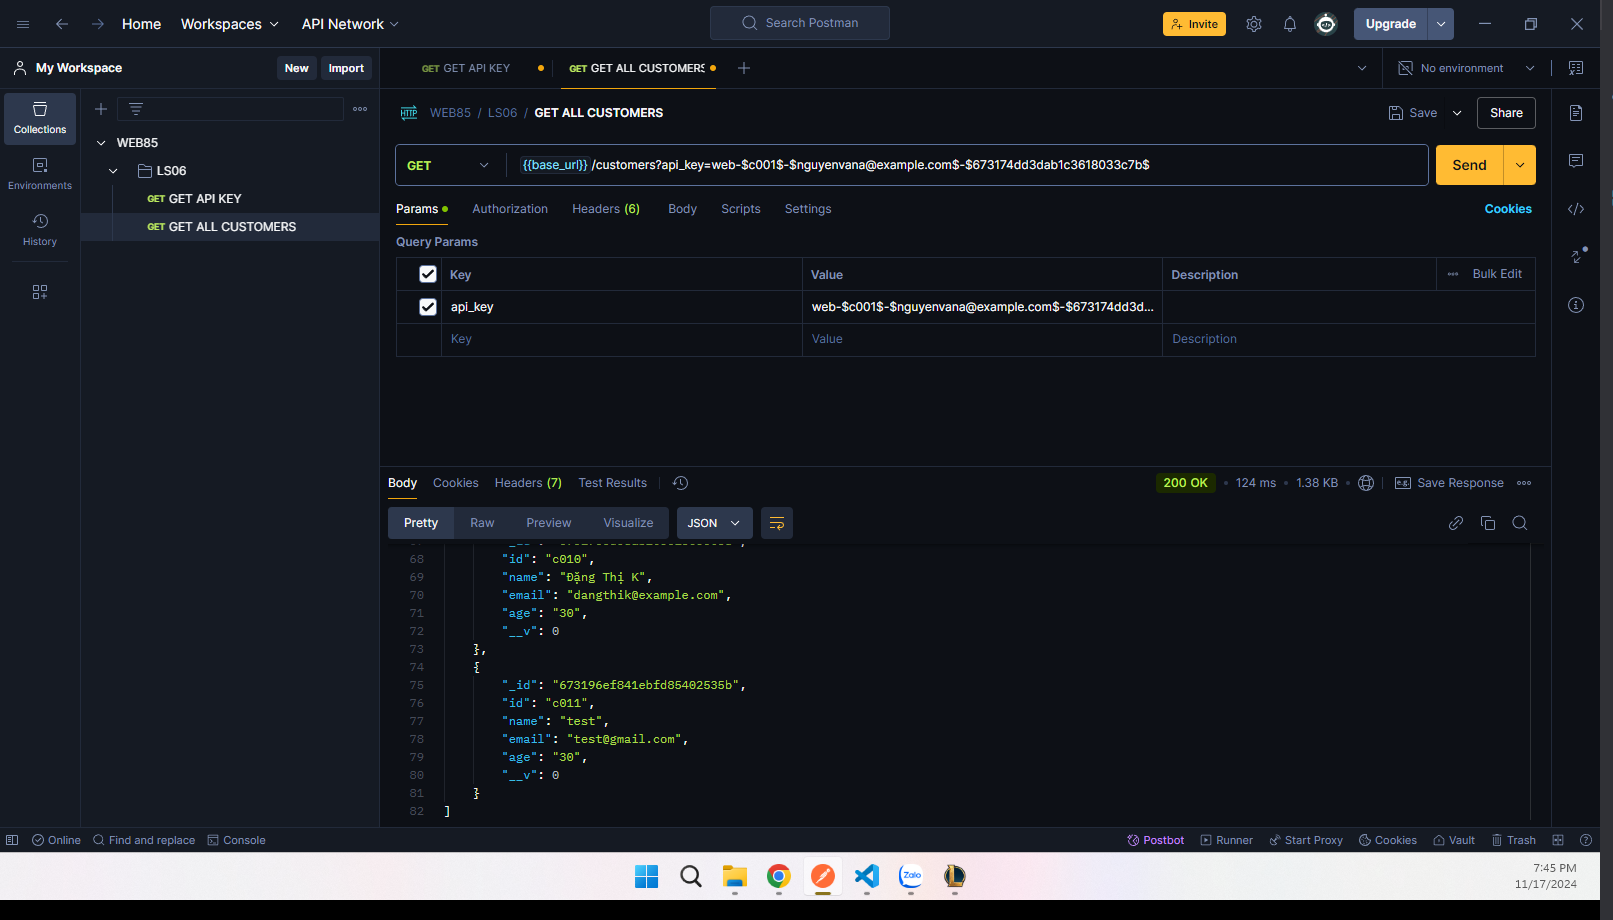 Home
Workspaces
API Network
Search Postman
Invite
Upgrade
My Workspace
New
Import
GET GET API KEY
GET GET ALL CUSTOMERS
No environment
Collections
Environments
History
WEB85
LS06
GET GET API KEY
GET GET ALL CUSTOMERS
HTTP WEB85 / LS06 / GET ALL CUSTOMERS
Save
Share
GET
{{base_url}} /customers?api_key=web-$c001$-$nguyenvana@example.com$-$673174dd3dab1c3618033c7b$
Send
Params
Authorization
Headers (6)
Body
Scripts
Settings
Cookies
Query Params
Key Value Description Bulk Edit
api_key web-$c001$-$nguyenvana@example.com$-$673174dd3d...
Key Value Description
Body
Cookies
Headers (7)
Test Results
200 OK
124 ms
1.38 KB
e.g.
Save Response
Pretty
Raw
Preview
Visualize
JSON
68 "id": "c010",
69 "name": "Đặng Thị K",
70 "email": "dangthik@example.com",
71 "age": "30",
72 "__v": 0
73 },
74 {
75 "_id": "673196ef841ebfd85402535b",
76 "id": "c011",
77 "name": "test",
78 "email": "test@gmail.com",
79 "age": "30",
80 "__v": 0
81 }
82 ]
Online
Find and replace
Console
Postbot
Runner
Start Proxy
Cookies
Vault
Trash
Zalo
7:45 PM
11/17/2024